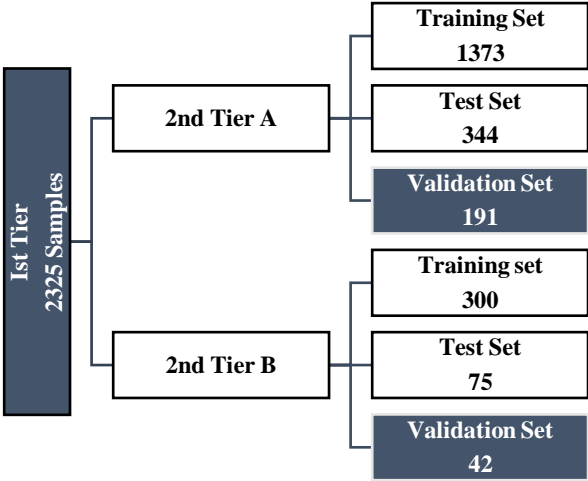 Ist Tier
2325 Samples
2nd Tier A
Training Set
1373
Test Set
344
Validation Set
191
2nd Tier B
Training set
300
Test Set
75
Validation Set
42